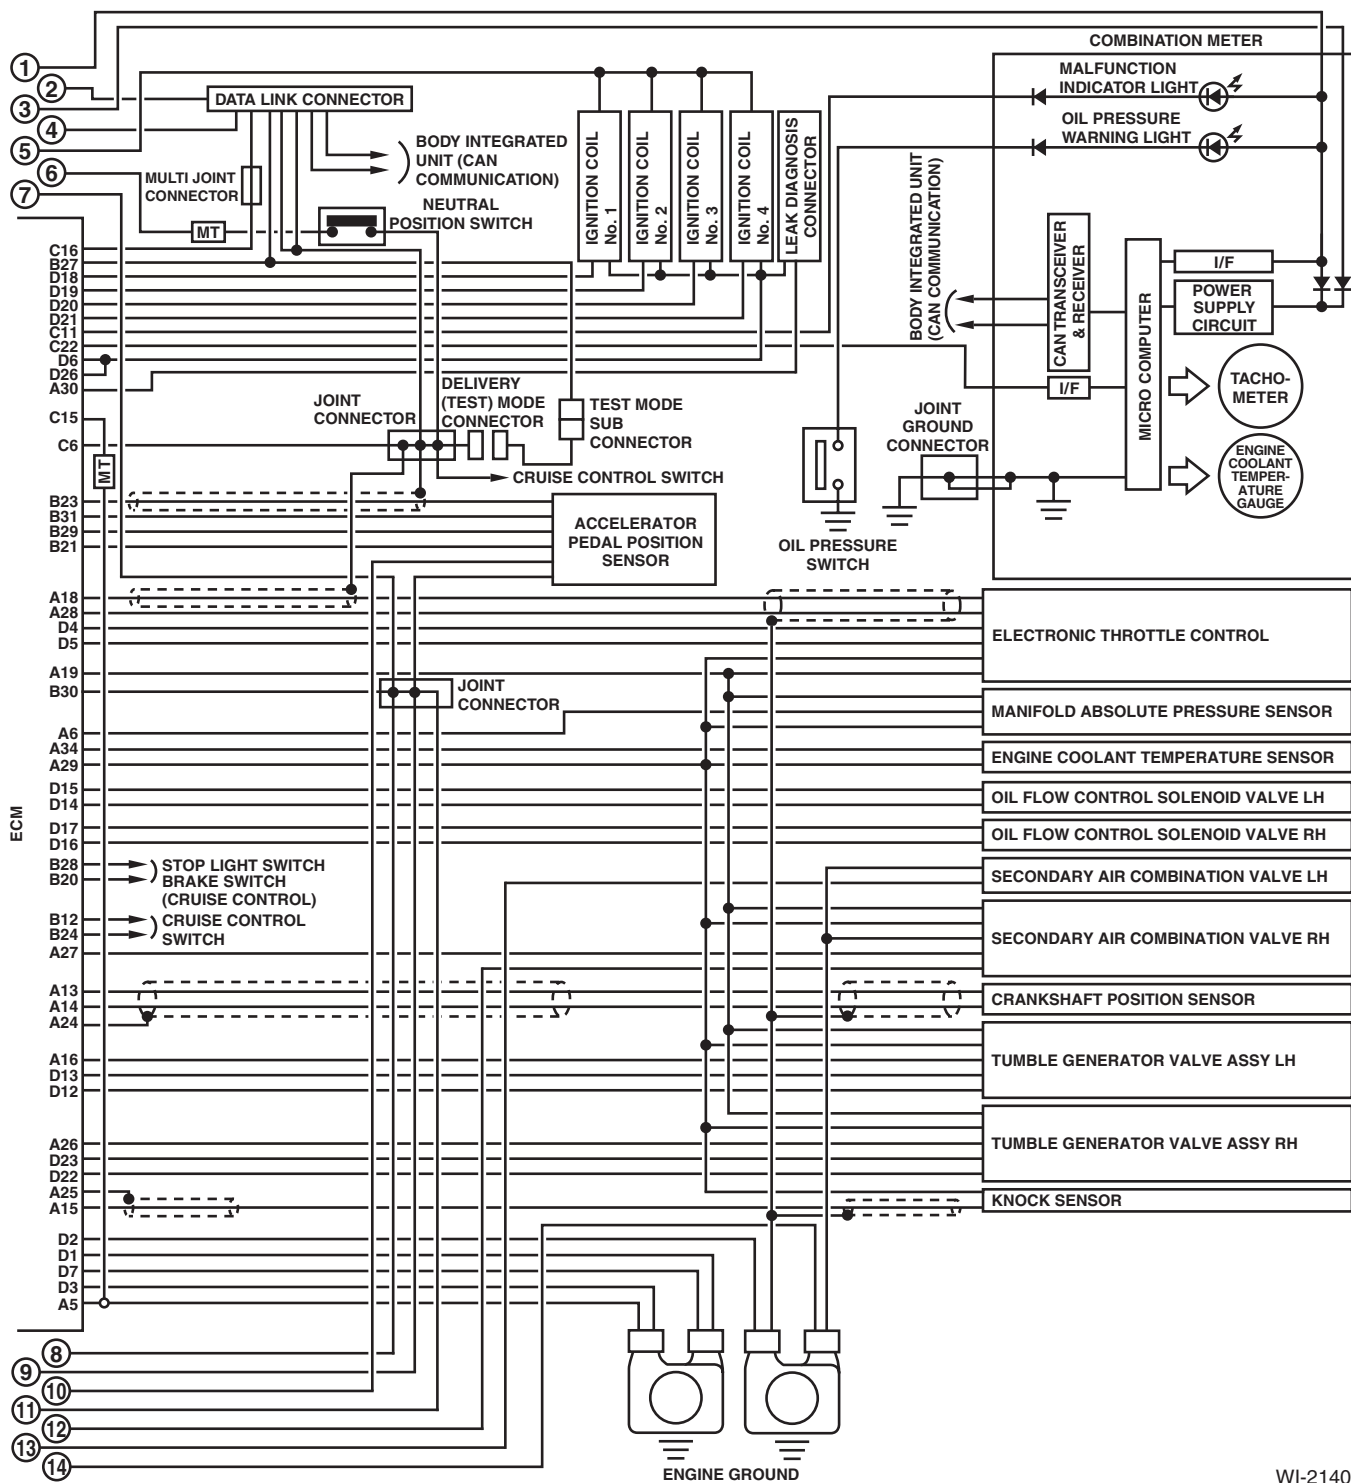 COMBINATION METER
1
MALFUNCTION
INDICATOR LIGHT
2
DATA LINK CONNECTOR
3
OIL PRESSURE
WARNING LIGHT
4
5
BODY INTEGRATED
UNIT (CAN
COMMUNICATION)
IGNITION COIL
No. 1
IGNITION COIL
No. 2
IGNITION COIL
No. 3
IGNITION COIL
No. 4
LEAK DIAGNOSIS
CONNECTOR
6
MULTI JOINT
CONNECTOR
7
NEUTRAL
POSITION SWITCH
MT
BODY INTEGRATED UNIT
(CAN COMMUNICATION)
CAN TRANSCEIVER
& RECEIVER
MICRO COMPUTER
I/F
POWER
SUPPLY
CIRCUIT
I/F
TACHO-
METER
ENGINE
COOLANT
TEMPER-
ATURE
GAUGE
C16
B27
D18
D19
D20
D21
C11
C22
D6
D26
A30
C15
C6
MT
JOINT
CONNECTOR
DELIVERY
(TEST) MODE
CONNECTOR
TEST MODE
SUB
CONNECTOR
CRUISE CONTROL SWITCH
JOINT
GROUND
CONNECTOR
OIL PRESSURE
SWITCH
B23
B31
B29
B21
ACCELERATOR
PEDAL POSITION
SENSOR
A18
A28
D4
D5
ELECTRONIC THROTTLE CONTROL
A19
B30
JOINT
CONNECTOR
A6
MANIFOLD ABSOLUTE PRESSURE SENSOR
A34
A29
ENGINE COOLANT TEMPERATURE SENSOR
D15
D14
OIL FLOW CONTROL SOLENOID VALVE LH
ECM
D17
D16
OIL FLOW CONTROL SOLENOID VALVE RH
B28
B20
STOP LIGHT SWITCH
BRAKE SWITCH
(CRUISE CONTROL)
SECONDARY AIR COMBINATION VALVE LH
B12
B24
CRUISE CONTROL
SWITCH
A27
SECONDARY AIR COMBINATION VALVE RH
A13
A14
A24
CRANKSHAFT POSITION SENSOR
A16
D13
D12
TUMBLE GENERATOR VALVE ASSY LH
A26
D23
D22
TUMBLE GENERATOR VALVE ASSY RH
A25
A15
KNOCK SENSOR
D2
D1
D7
D3
A5
8
9
10
11
12
13
14
ENGINE GROUND
WI-2140